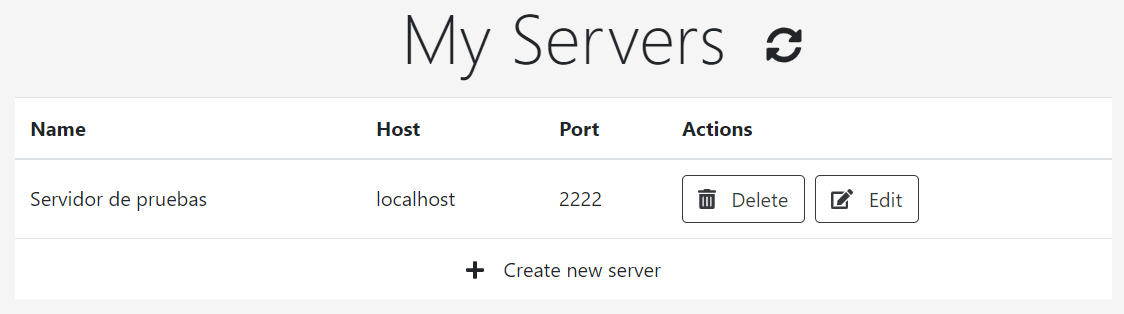 My Servers
Name Host Port Actions
Servidor de pruebas localhost 2222 Delete Edit
Create new server